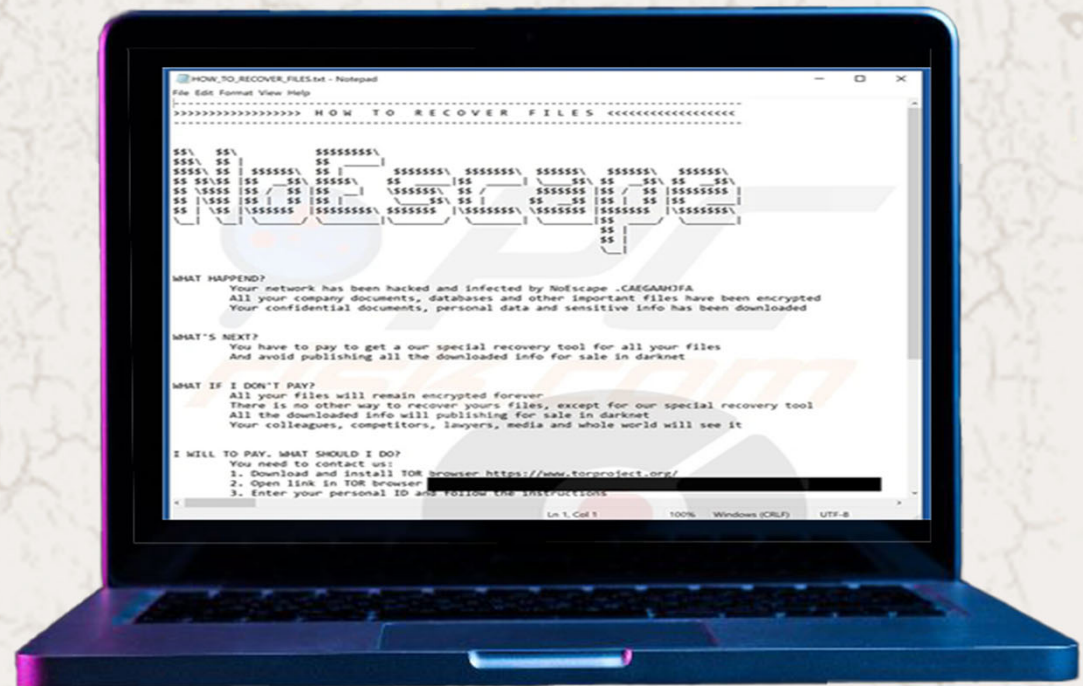 HOW_TO_RECOVER_FILES.txt - Notepad
File Edit Format View Help
>>>>>>>>>>>>>>>>>> HOW TO RECOVER FILES <<<<<<<<<<<<<<<<<<
NoEscape
WHAT HAPPEND?
Your network has been hacked and infected by NoEscape .CAEGAAHJFA
All your company documents, databases and other important files have been encrypted
Your confidential documents, personal data and sensitive info has been downloaded
WHAT'S NEXT?
You have to pay to get a our special recovery tool for all your files
And avoid publishing all the downloaded info for sale in darknet
WHAT IF I DON'T PAY?
All your files will remain encrypted forever
There is no other way to recover yours files, except for our special recovery tool
All the downloaded info will publishing for sale in darknet
Your colleagues, competitors, lawyers, media and whole world will see it
I WILL TO PAY. WHAT SHOULD I DO?
You need to contact us:
1. Download and install TOR browser https://www.torproject.org/
2. Open link in TOR browser
3. Enter your personal ID and follow the instructions
Ln 1, Col 1 100% Windows (CRLF) UTF-8
PC
risk.com